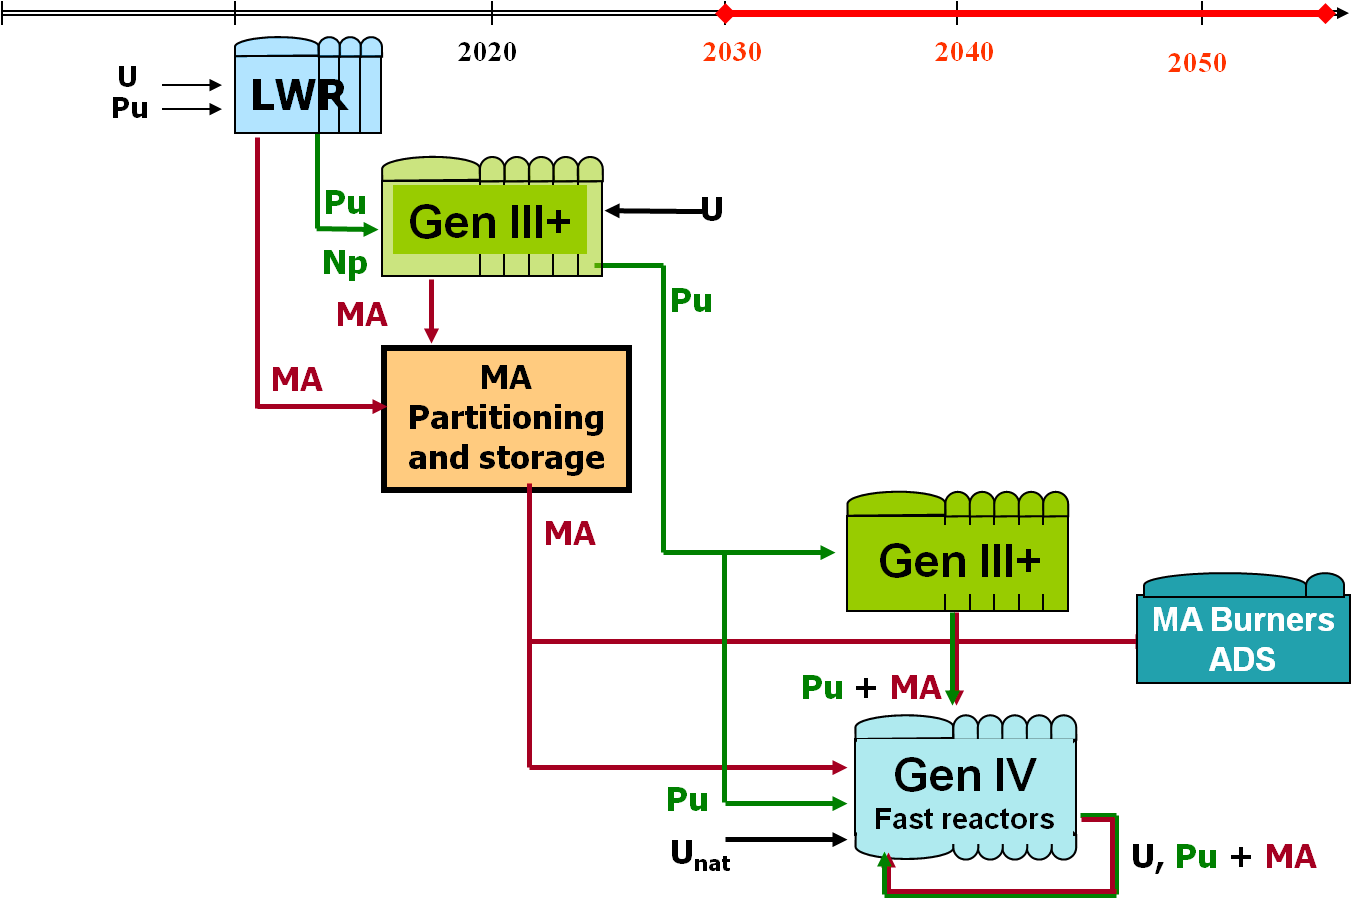 2020
2030
2040
2050
U
Pu
LWR
Pu
Np
Gen III+
U
MA
Pu
MA
MA
Partitioning
and storage
MA
Gen III+
MA Burners
ADS
Pu + MA
Gen IV
Fast reactors
Pu
Unat
U, Pu + MA